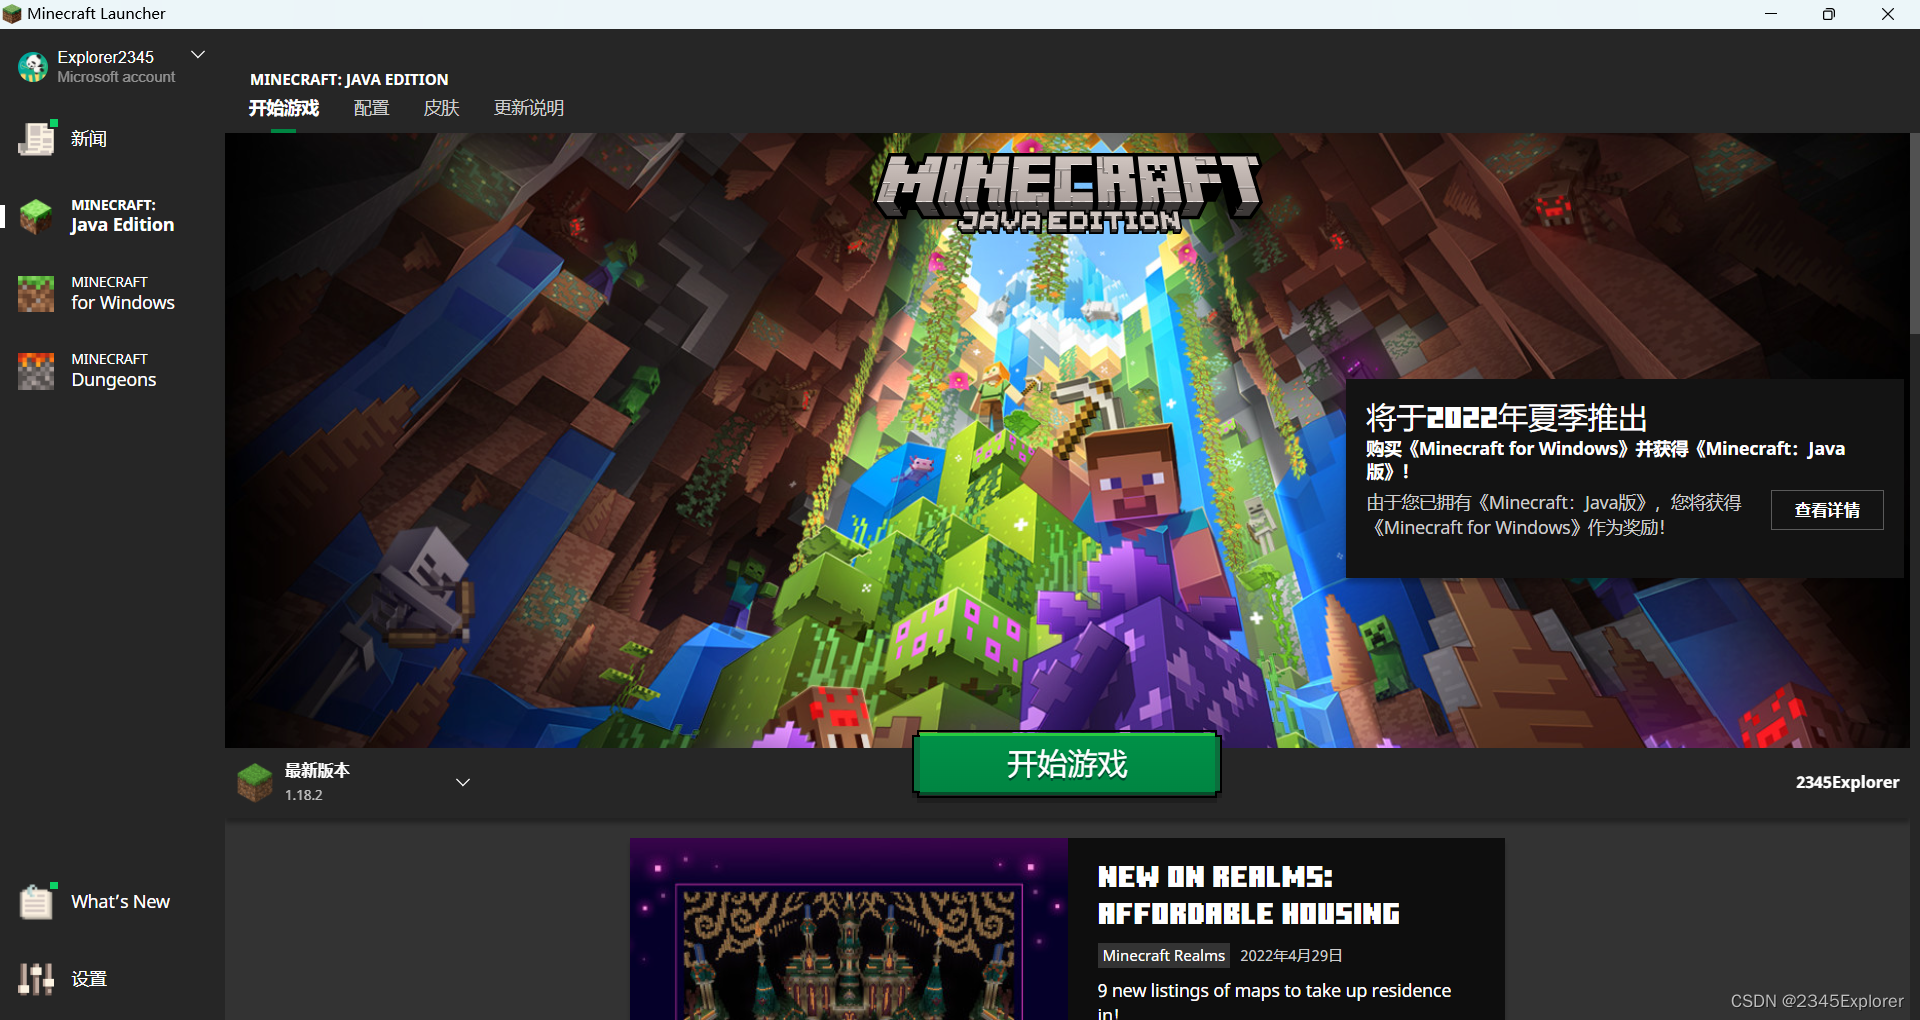 Minecraft Launcher
Explorer2345
Microsoft account
新闻
MINECRAFT:
Java Edition
MINECRAFT
for Windows
MINECRAFT
Dungeons
What's New
设置
MINECRAFT: JAVA EDITION
开始游戏 配置 皮肤 更新说明
MINECRAFT
JAVA EDITION
将于2022年夏季推出
购买《Minecraft for Windows》并获得《Minecraft：Java
版》！
由于您已拥有《Minecraft：Java版》，您将获得
《Minecraft for Windows》作为奖励！
查看详情
最新版本
1.18.2
开始游戏
2345Explorer
NEW ON REALMS:
AFFORDABLE HOUSING
Minecraft Realms 2022年4月29日
9 new listings of maps to take up residence
in!
CSDN @2345Explorer